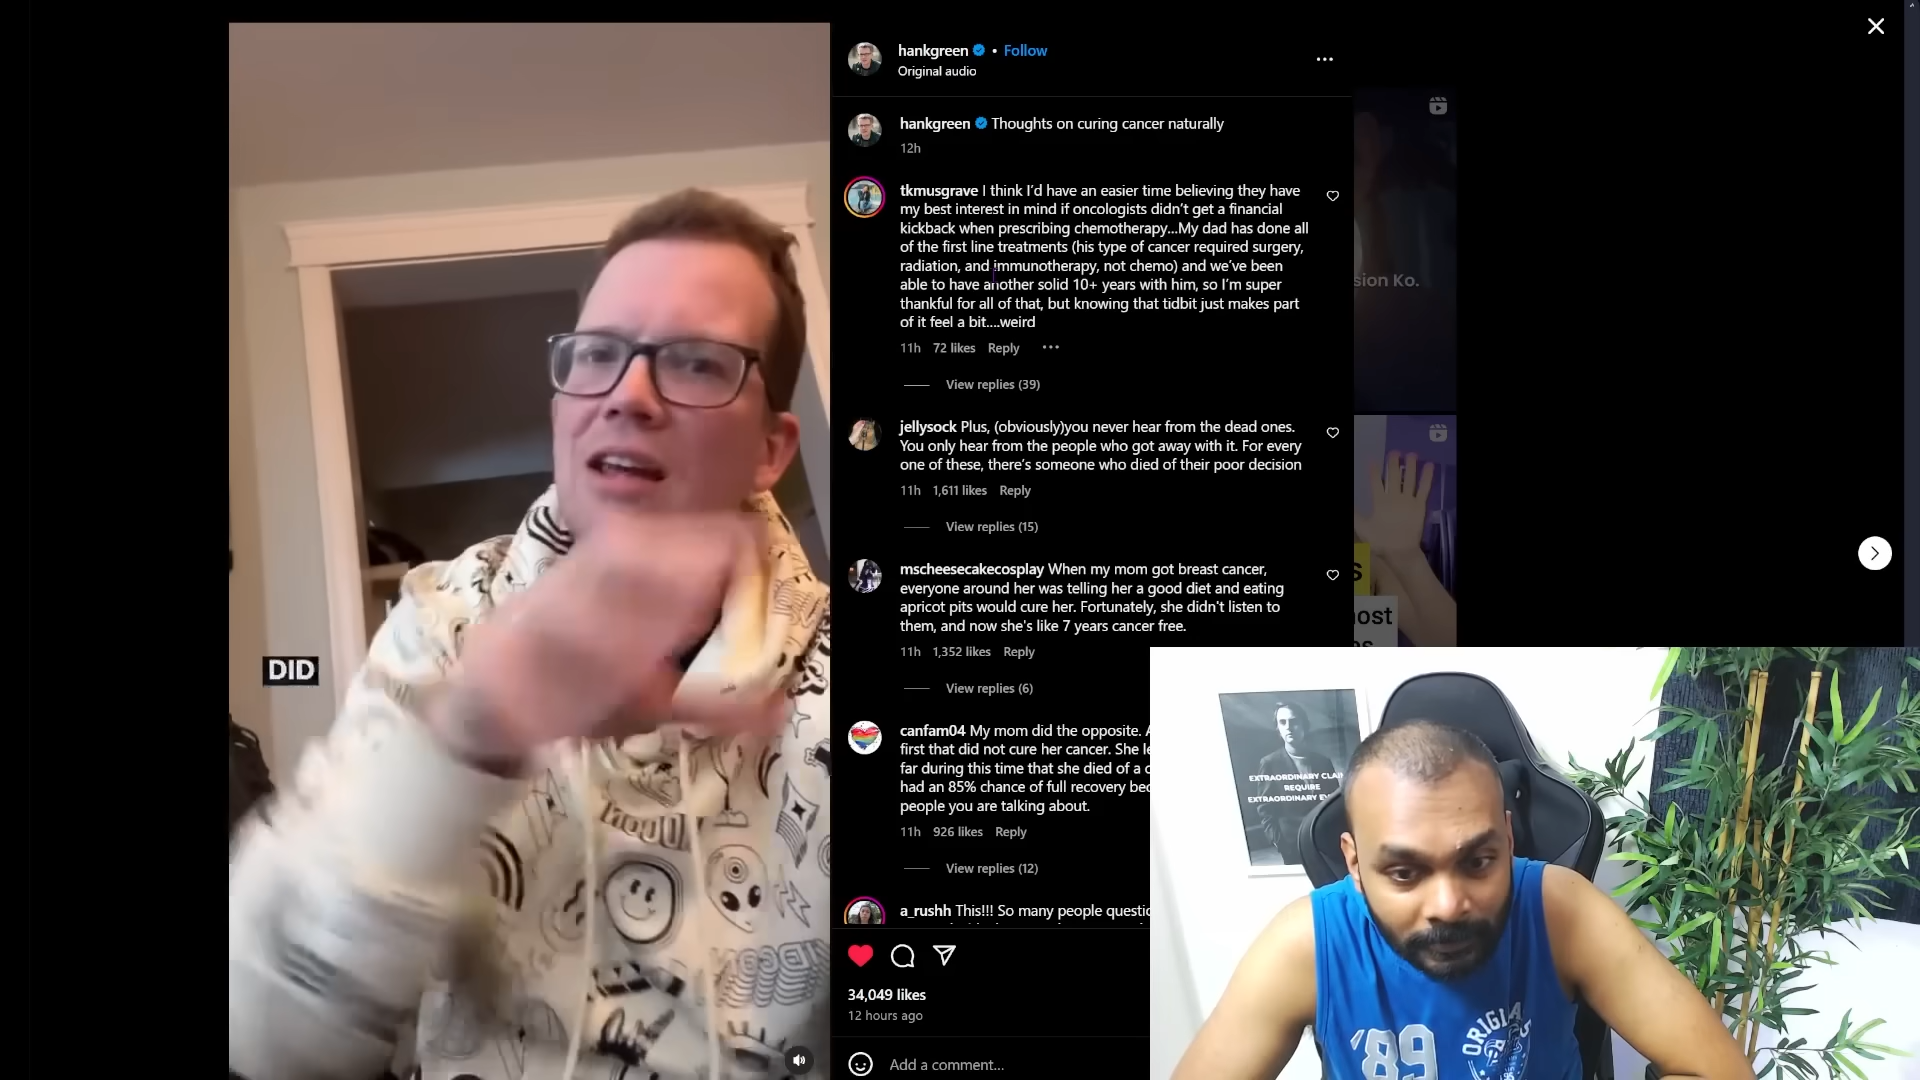 hankgreen • Follow
Original audio
hankgreen Thoughts on curing cancer naturally
12h
tkmusgrave I think I'd have an easier time believing they have
my best interest in mind if oncologists didn't get a financial
kickback when prescribing chemotherapy...My dad has done all
of the first line treatments (his type of cancer required surgery,
radiation, and immunotherapy, not chemo) and we've been
able to have another solid 10+ years with him, so I'm super
thankful for all of that, but knowing that tidbit just makes part
of it feel a bit....weird
11h 72 likes Reply
View replies (39)
jellysock Plus, (obviously)you never hear from the dead ones.
You only hear from the people who got away with it. For every
one of these, there's someone who died of their poor decision
11h 1,611 likes Reply
View replies (15)
mscheesecakecosplay When my mom got breast cancer,
everyone around her was telling her a good diet and eating
apricot pits would cure her. Fortunately, she didn't listen to
them, and now she's like 7 years cancer free.
11h 1,352 likes Reply
View replies (6)
canfam04 My mom did the opposite.
first that did not cure her cancer. She
far during this time that she died of a
had an 85% chance of full recovery
people you are talking about.
11h 926 likes Reply
View replies (12)
a_rushh This!!! So many people
34,049 likes
12 hours ago
Add a comment...
DID
sion Ko.
ost
EXTRAORDINARY
REQUIRE
EXTRAORDINARY
'89